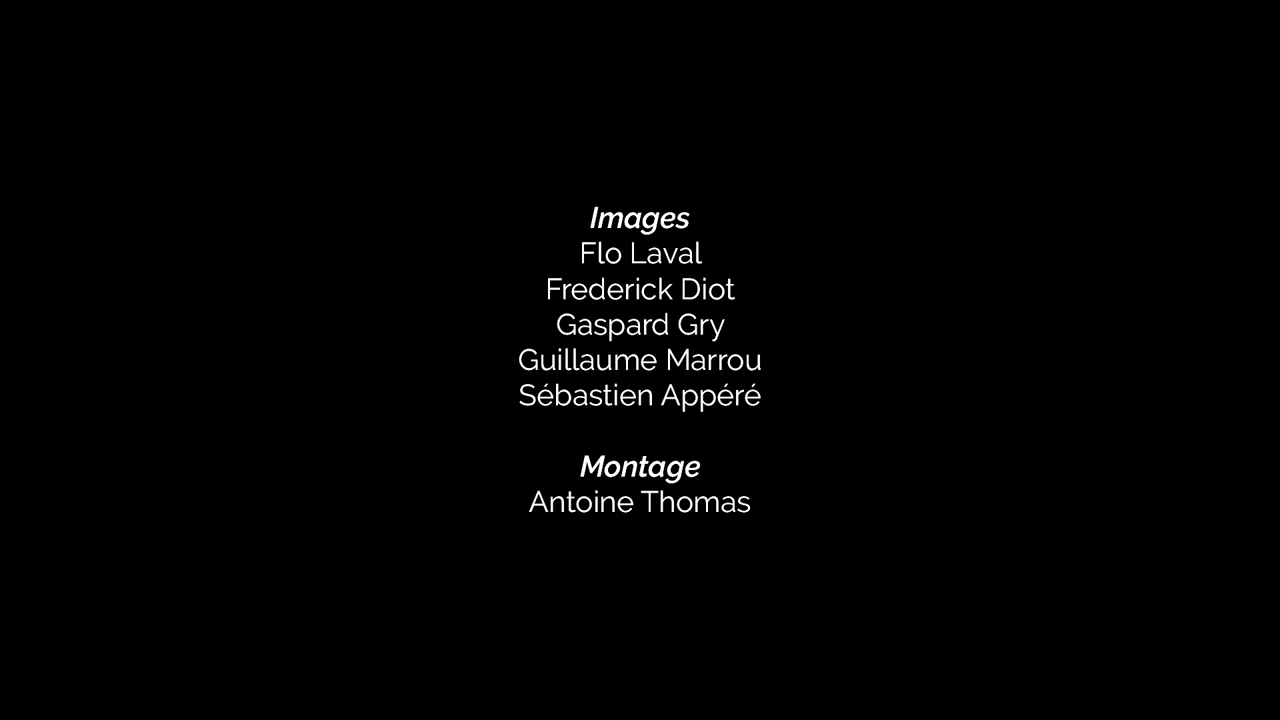 Images
Flo Laval
Frederick Diot
Gaspard Gry
Guillaume Marrou
Sébastien Appéré
Montage
Antoine Thomas